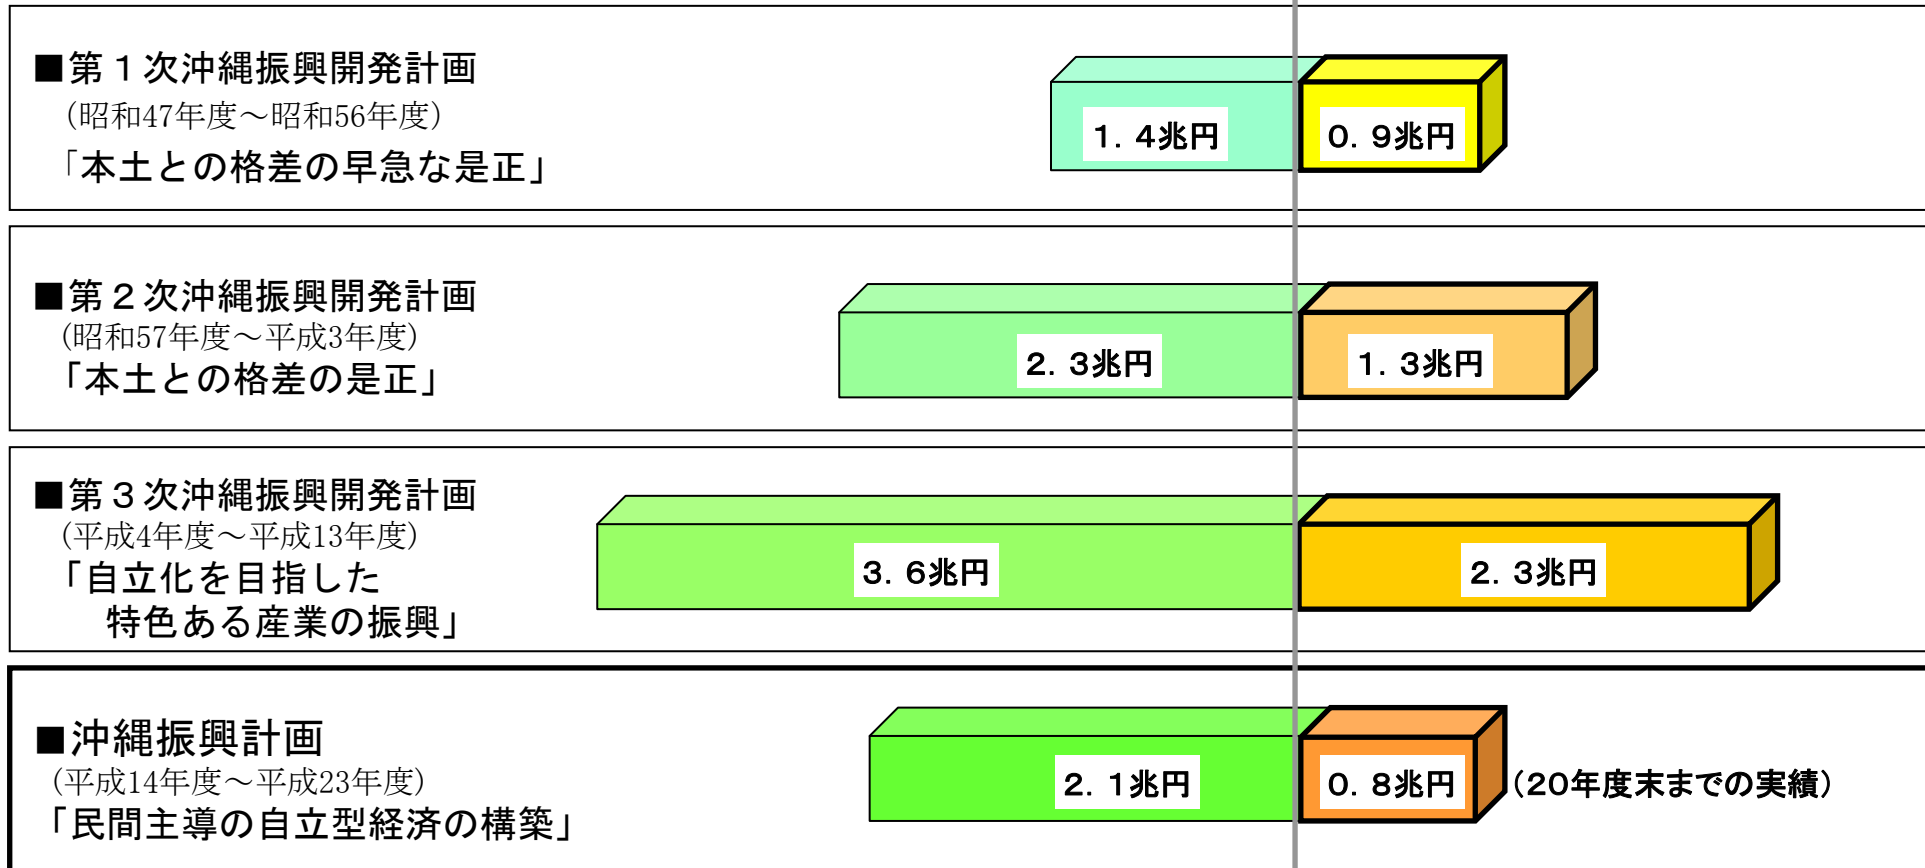 ■第１次沖縄振興開発計画
（昭和47年度～昭和56年度）
「本土との格差の早急な是正」
１．４兆円
０．９兆円
■第２次沖縄振興開発計画
（昭和57年度～平成3年度）
「本土との格差の是正」
２．３兆円
１．３兆円
■第３次沖縄振興開発計画
（平成4年度～平成13年度）
「自立化を目指した
特色ある産業の振興」
３．６兆円
２．３兆円
■沖縄振興計画
（平成14年度～平成23年度）
「民間主導の自立型経済の構築」
２．１兆円
０．８兆円
（２０年度末までの実績）